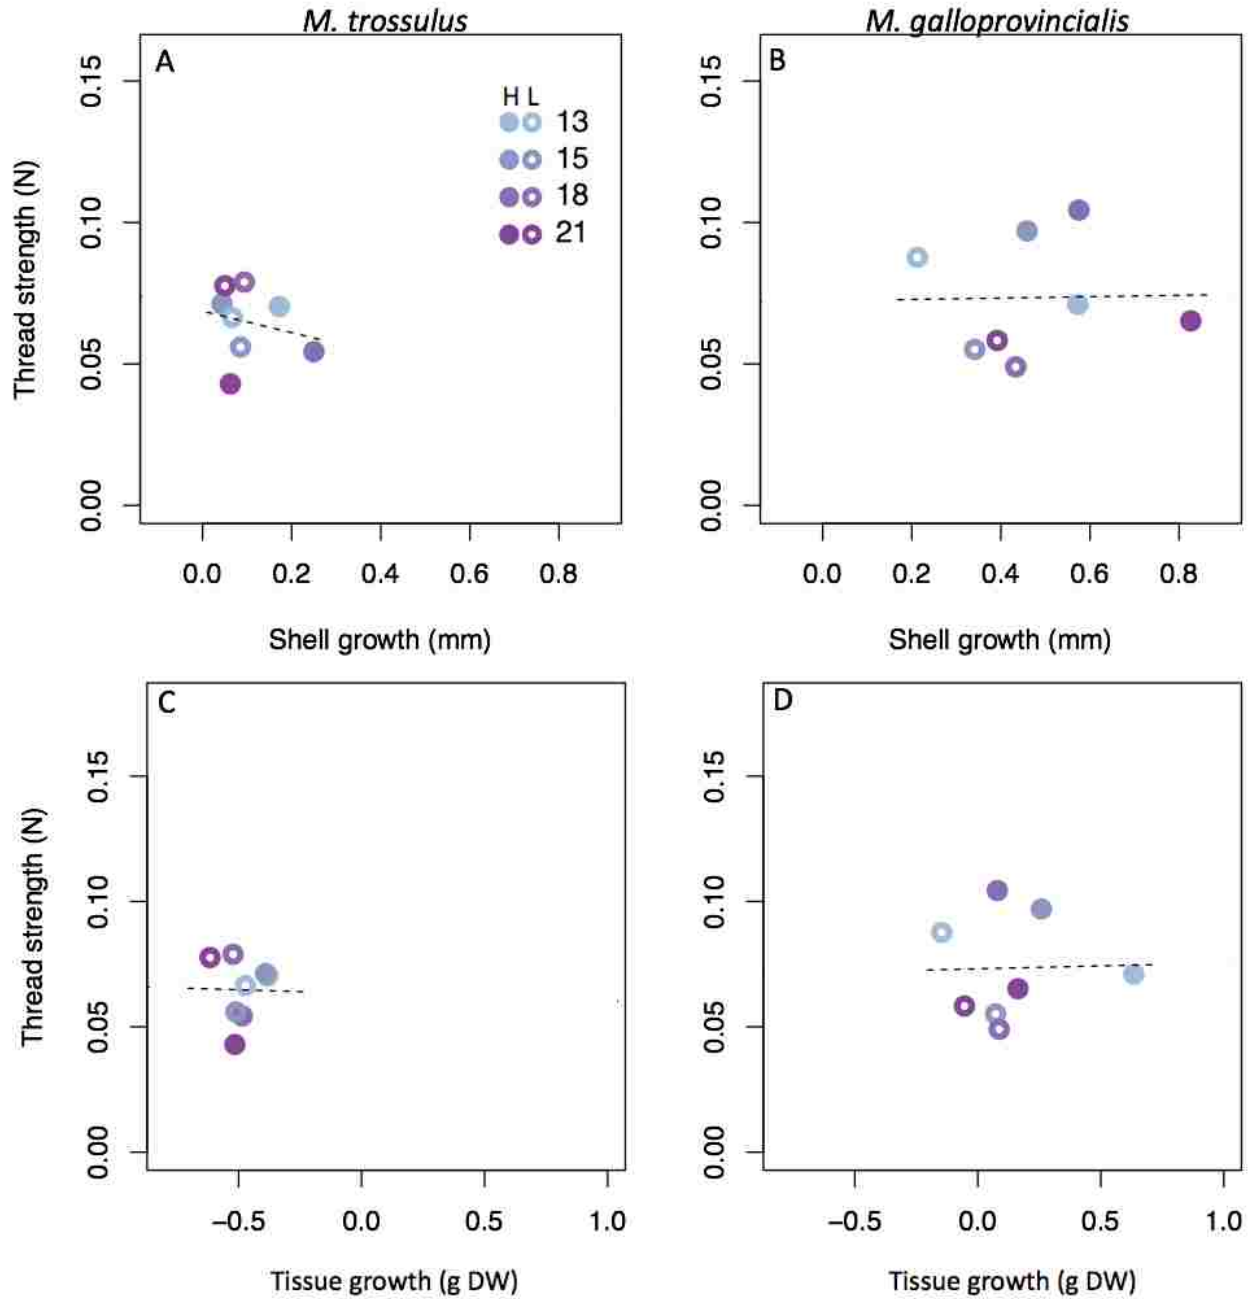 M. trossulus
M. galloprovincialis
A
H L
13
15
18
21
Thread strength (N)
0.15
0.10
0.05
0.00
0.0 0.2 0.4 0.6 0.8
Shell growth (mm)
B
0.15
0.10
0.05
0.00
0.0 0.2 0.4 0.6 0.8
Shell growth (mm)
C
Thread strength (N)
0.15
0.10
0.05
0.00
−0.5 0.0 0.5 1.0
Tissue growth (g DW)
D
0.15
0.10
0.05
0.00
−0.5 0.0 0.5 1.0
Tissue growth (g DW)